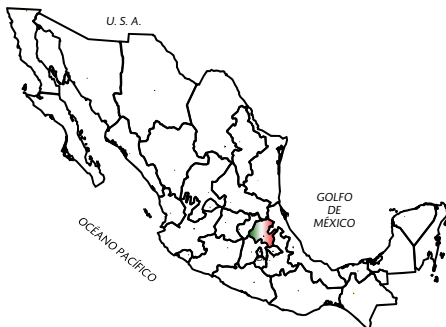 U. S. A.
GOLFO
DE
MÉXICO
OCÉANO PACÍFICO